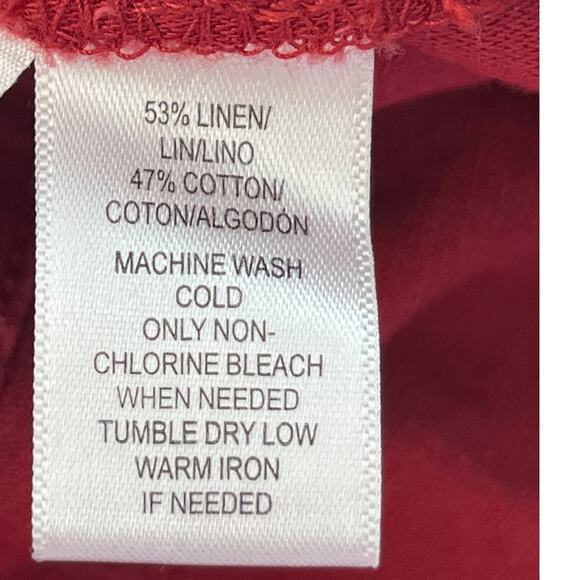 53% LINEN/
LIN/LINO
47% COTTON/
COTON/ALGODÓN
MACHINE WASH
COLD
ONLY NON-
CHLORINE BLEACH
WHEN NEEDED
TUMBLE DRY LOW
WARM IRON
IF NEEDED